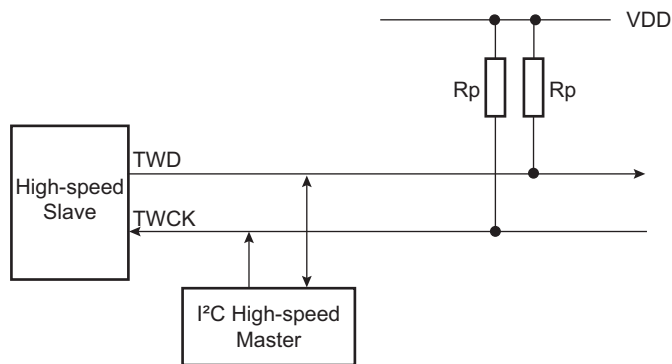 VDD
Rp
Rp
TWD
High-speed
Slave
TWCK
I²C High-speed
Master